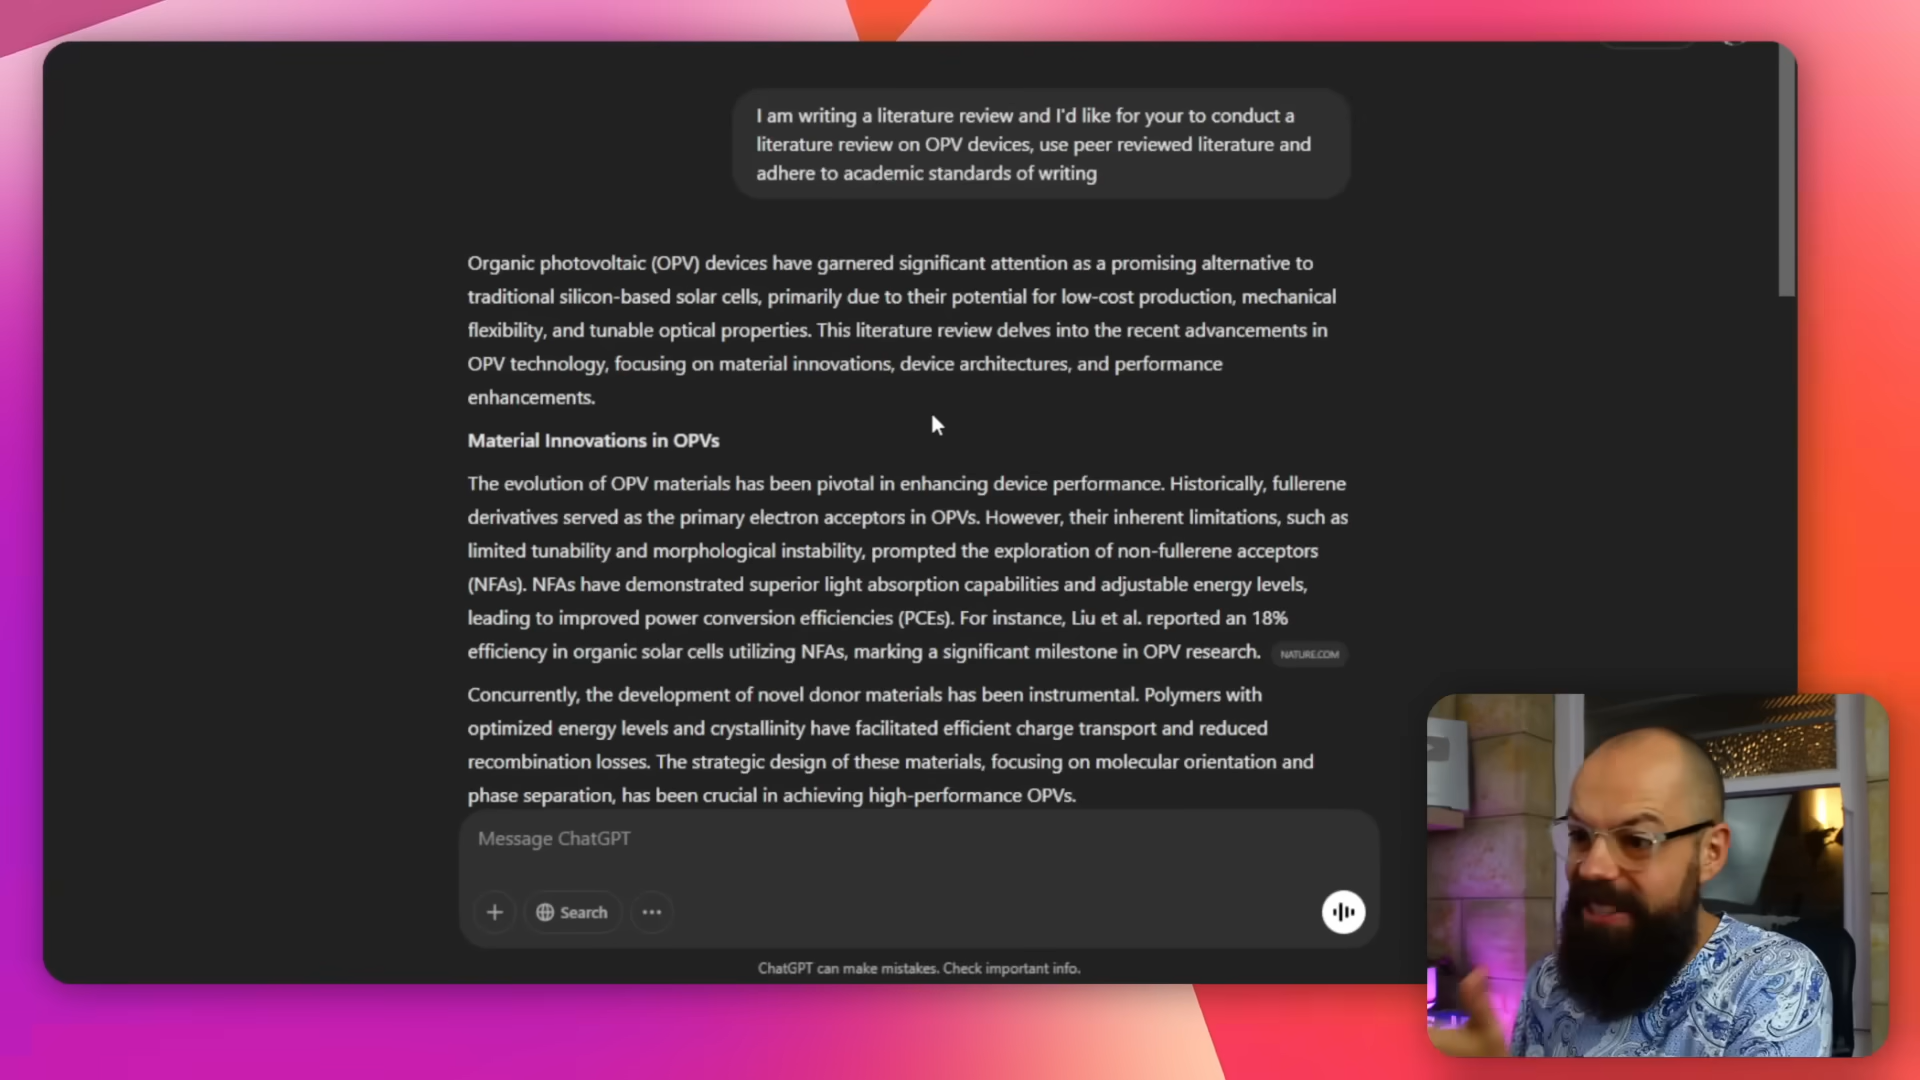 I am writing a literature review and I'd like for your to conduct a
literature review on OPV devices, use peer reviewed literature and
adhere to academic standards of writing
Organic photovoltaic (OPV) devices have garnered significant attention as a promising alternative to
traditional silicon-based solar cells, primarily due to their potential for low-cost production, mechanical
flexibility, and tunable optical properties. This literature review delves into the recent advancements in
OPV technology, focusing on material innovations, device architectures, and performance
enhancements.
Material Innovations in OPVs
The evolution of OPV materials has been pivotal in enhancing device performance. Historically, fullerene
derivatives served as the primary electron acceptors in OPVs. However, their inherent limitations, such as
limited tunability and morphological instability, prompted the exploration of non-fullerene acceptors
(NFAs). NFAs have demonstrated superior light absorption capabilities and adjustable energy levels,
leading to improved power conversion efficiencies (PCEs). For instance, Liu et al. reported an 18%
efficiency in organic solar cells utilizing NFAs, marking a significant milestone in OPV research. NATURE.COM
Concurrently, the development of novel donor materials has been instrumental. Polymers with
optimized energy levels and crystallinity have facilitated efficient charge transport and reduced
recombination losses. The strategic design of these materials, focusing on molecular orientation and
phase separation, has been crucial in achieving high-performance OPVs.
Message ChatGPT
Search
ChatGPT can make mistakes. Check important info.